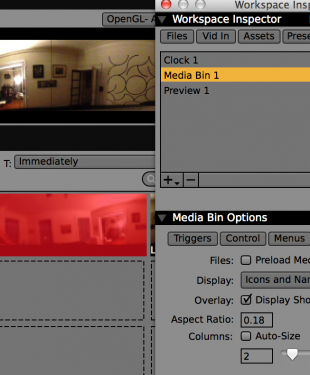 Workspace Insp
OpenGL- A
Workspace Inspector
Files
Vid In
Assets
Prese
Clock 1
Media Bin 1
Preview 1
T: Immediately
Media Bin Options
Triggers
Control
Menus
Files: Preload Med
Display: Icons and Nam
Overlay: Display Sho
Aspect Ratio: 0.18
Columns: Auto-Size
2